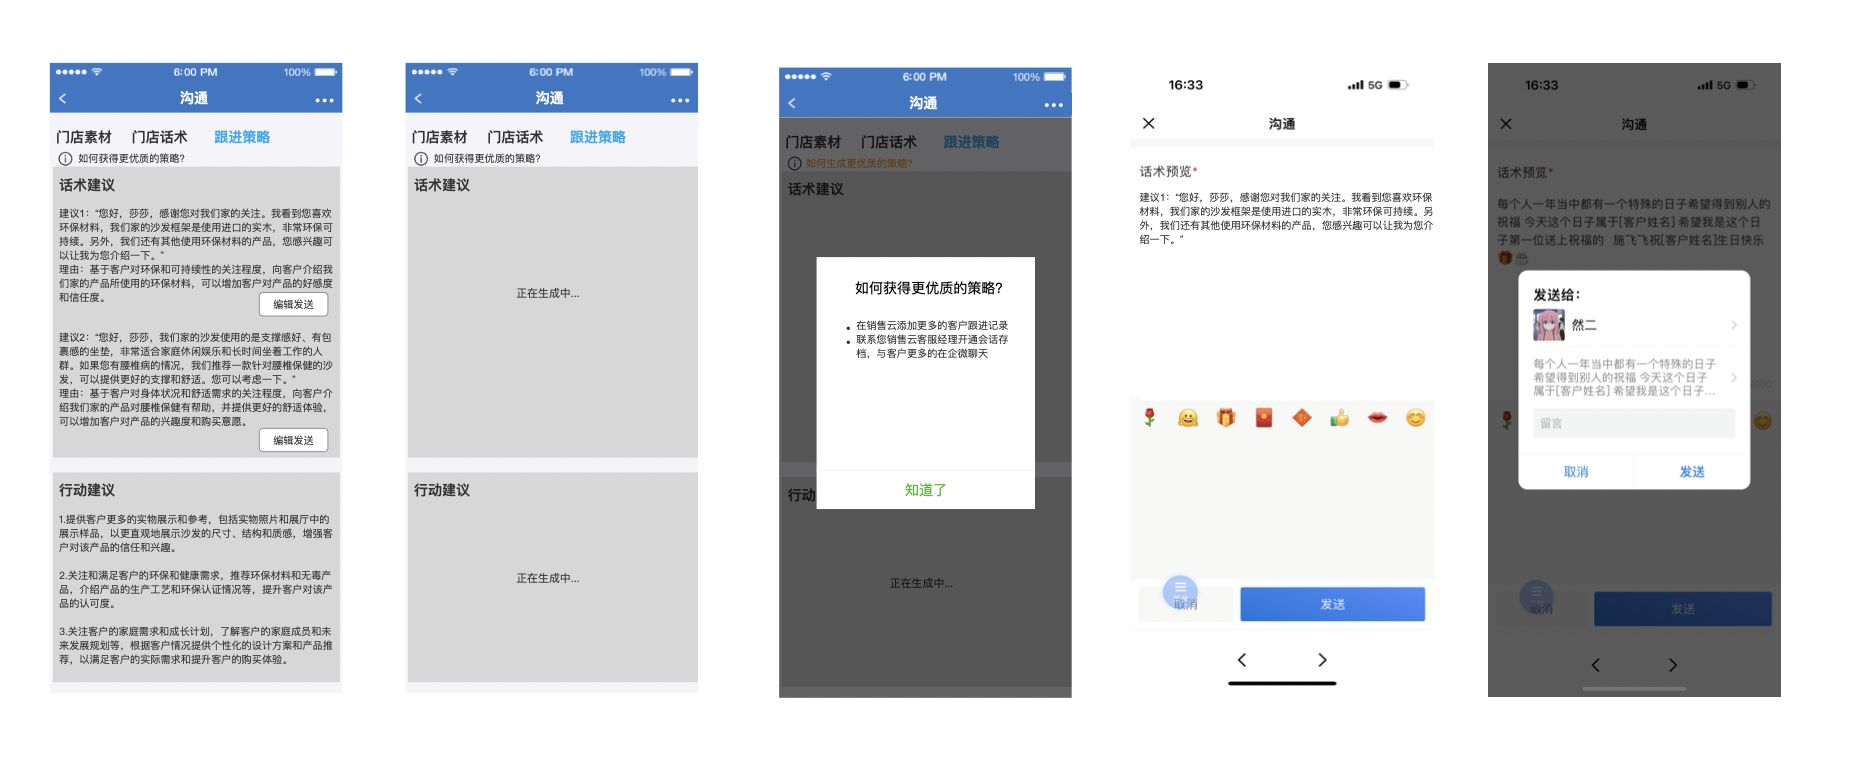 6:00 PM
100%
沟通
门店素材 门店话术 跟进策略
如何获得更优质的策略?
话术建议
建议1：“您好，莎莎，感谢您对我们家的关注。我看到您喜欢
环保材料，我们家的沙发框架是使用进口的实木，非常环保可
持续。另外，我们还有其他使用环保材料的产品，您感兴趣可
以让我为您介绍一下。”
理由：基于客户对环保和可持续性的关注程度，向客户介绍我
们家的产品所使用的环保材料，可以增加客户对产品的好感度
和信任度。
编辑发送
建议2：“您好，莎莎，我们家的沙发使用的是支撑感好、有包
裹感的坐垫，非常适合家庭休闲娱乐和长时间坐着工作的人
群。如果您有腰椎病的情况，我们推荐一款针对腰椎保健的沙
发，可以提供更好的支撑和舒适。您可以考虑一下。”
理由：基于客户对身体状况和舒适需求的关注程度，向客户介
绍我们家的产品对腰椎保健有帮助，并提供更好的舒适体验，
可以增加客户对产品的兴趣度和购买意愿。
编辑发送
行动建议
1.提供客户更多的实物展示和参考，包括实物照片和展厅中的
展示样品，以更直观地展示沙发的尺寸、结构和质感，增强客
户对该产品的信任和兴趣。
2.关注和满足客户的环保和健康需求，推荐环保材料和无毒产
品，介绍产品的生产工艺和环保认证情况等，提升客户对该产
品的认可度。
3.关注客户的家庭需求和成长计划，了解客户的家庭成员和未
来发展规划等，根据客户情况提供个性化的设计方案和产品推
荐，以满足客户的实际需求和提升客户的购买体验。
6:00 PM
100%
沟通
门店素材 门店话术 跟进策略
如何获得更优质的策略?
话术建议
正在生成中...
行动建议
正在生成中...
6:00 PM
100%
沟通
门店素材 门店话术 跟进策略
如何生成更优质的策略?
话术建议
如何获得更优质的策略?
在销售云添加更多的客户跟进记录
联系您销售云客服经理开通会话存
档，与客户更多的在企微聊天
知道了
行动
正在生成中...
16:33
5G
沟通
话术预览*
建议1：“您好，莎莎，感谢您对我们家的关注。我看到您喜欢环保
材料，我们家的沙发框架是使用进口的实木，非常环保可持续。另
外，我们还有其他使用环保材料的产品，您感兴趣可以让我为您介
绍一下。”
取消
发送
16:33
5G
沟通
话术预览*
每个人一年当中都有一个特殊的日子希望得到别人的
祝福 今天这个日子属于[客户姓名] 希望我是这个日
子第一位送上祝福的 施飞飞祝[客户姓名]生日快乐
发送给：
然二
每个人一年当中都有一个特殊的日子
希望得到别人的祝福 今天这个日子
属于[客户姓名] 希望我是这个日子...
留言
取消
发送
取消
发送